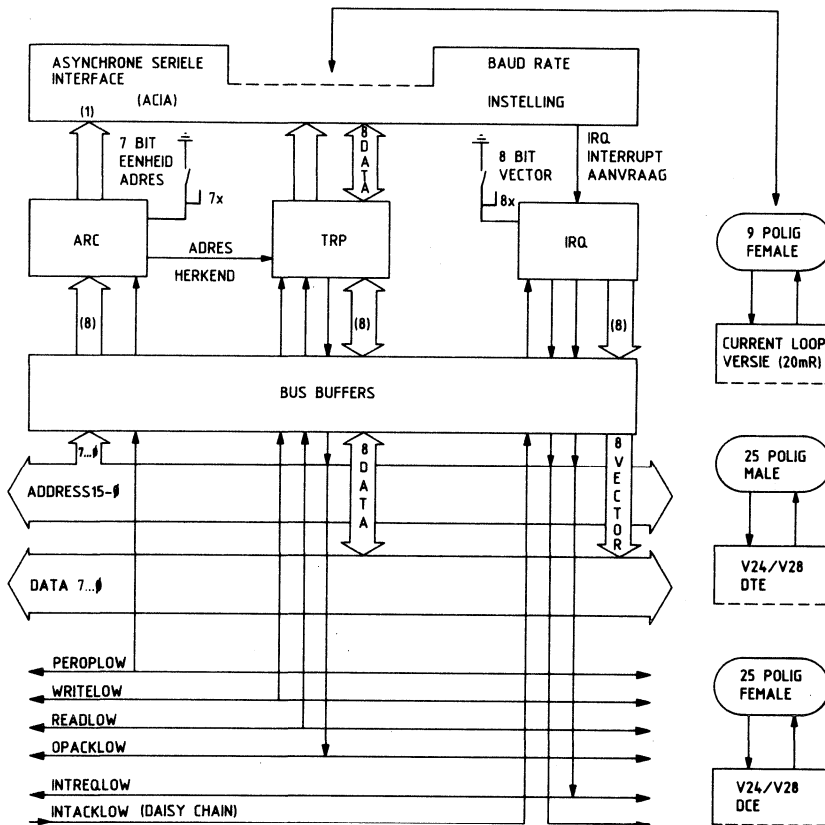 ASYNCHRONE SERIELE
INTERFACE
(ACIA)
(1)
BAUD RATE
INSTELLING
7 BIT
EENHEID
ADRES
7x
8 DATA
8 BIT
VECTOR
8x
IRQ
INTERRUPT
AANVRAAG
ARC
ADRES
HERKEND
TRP
IRQ
9 POLIG
FEMALE
(8)
(8)
(8)
CURRENT LOOP
VERSIE (20mR)
BUS BUFFERS
7...0
8 DATA
8 VECTOR
25 POLIG
MALE
ADDRESS15-0
DATA 7...0
V24/V28
DTE
PEROPLOW
WRITELOW
READLOW
OPACKLOW
INTREQLOW
INTACKLOW (DAISY CHAIN)
25 POLIG
FEMALE
V24/V28
DCE